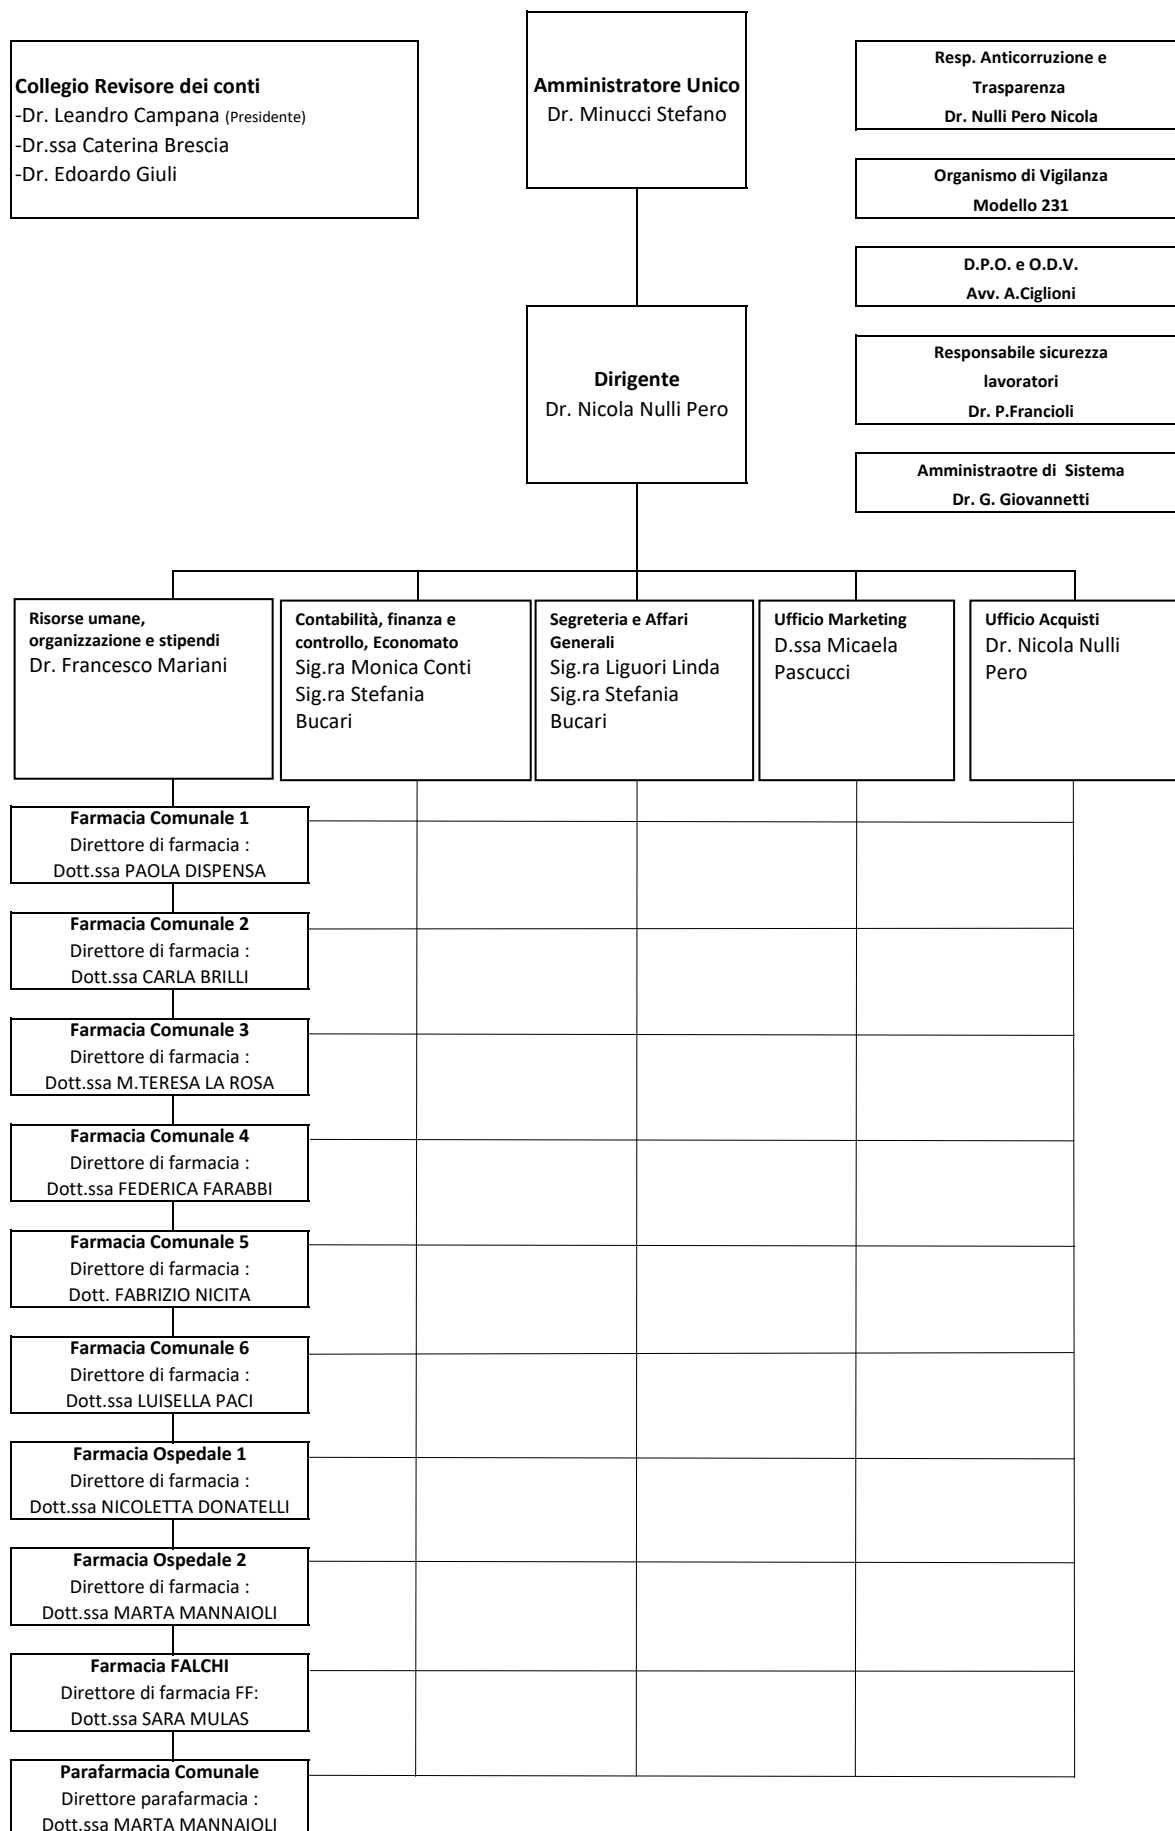 Collegio Revisore dei conti
-Dr. Leandro Campana (Presidente)
-Dr.ssa Caterina Brescia
-Dr. Edoardo Giuli
Amministratore Unico
Dr. Minucci Stefano
Resp. Anticorruzione e
Trasparenza
Dr. Nulli Pero Nicola
Organismo di Vigilanza
Modello 231
D.P.O. e O.D.V.
Avv. A.Ciglioni
Responsabile sicurezza
lavoratori
Dr. P.Francioli
Amministraotre di  Sistema
Dr. G. Giovannetti
Dirigente
Dr. Nicola Nulli Pero
Risorse umane,
organizzazione e stipendi
Dr. Francesco Mariani
Contabilità, finanza e
controllo, Economato
Sig.ra Monica Conti
Sig.ra Stefania
Bucari
Segreteria e Affari
Generali
Sig.ra Liguori Linda
Sig.ra Stefania
Bucari
Ufficio Marketing
D.ssa Micaela
Pascucci
Ufficio Acquisti
Dr. Nicola Nulli
Pero
Farmacia Comunale 1
Direttore di farmacia :
Dott.ssa PAOLA DISPENSA
Farmacia Comunale 2
Direttore di farmacia :
Dott.ssa CARLA BRILLI
Farmacia Comunale 3
Direttore di farmacia :
Dott.ssa M.TERESA LA ROSA
Farmacia Comunale 4
Direttore di farmacia :
Dott.ssa FEDERICA FARABBI
Farmacia Comunale 5
Direttore di farmacia :
Dott. FABRIZIO NICITA
Farmacia Comunale 6
Direttore di farmacia :
Dott.ssa LUISELLA PACI
Farmacia Ospedale 1
Direttore di farmacia :
Dott.ssa NICOLETTA DONATELLI
Farmacia Ospedale 2
Direttore di farmacia :
Dott.ssa MARTA MANNAIOLI
Farmacia FALCHI
Direttore di farmacia FF:
Dott.ssa SARA MULAS
Parafarmacia Comunale
Direttore parafarmacia :
Dott.ssa MARTA MANNAIOLI